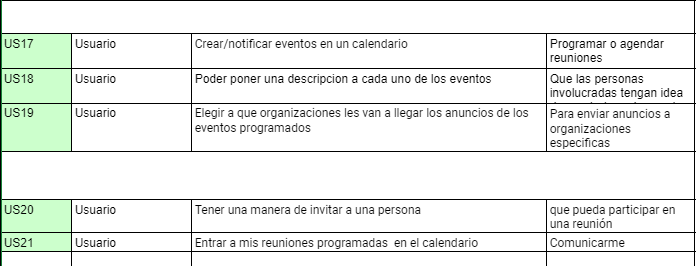 US17 Usuario Crear/notificar eventos en un calendario Programar o agendar
reuniones
US18 Usuario Poder poner una descripcion a cada uno de los eventos Que las personas
involucradas tengan idea
US19 Usuario Elegir a que organizaciones les van a llegar los anuncios de los
eventos programados
Para enviar anuncios a
organizaciones
especificas
US20 Usuario Tener una manera de invitar a una persona que pueda participar en
una reunión
US21 Usuario Entrar a mis reuniones programadas en el calendario Comunicarme